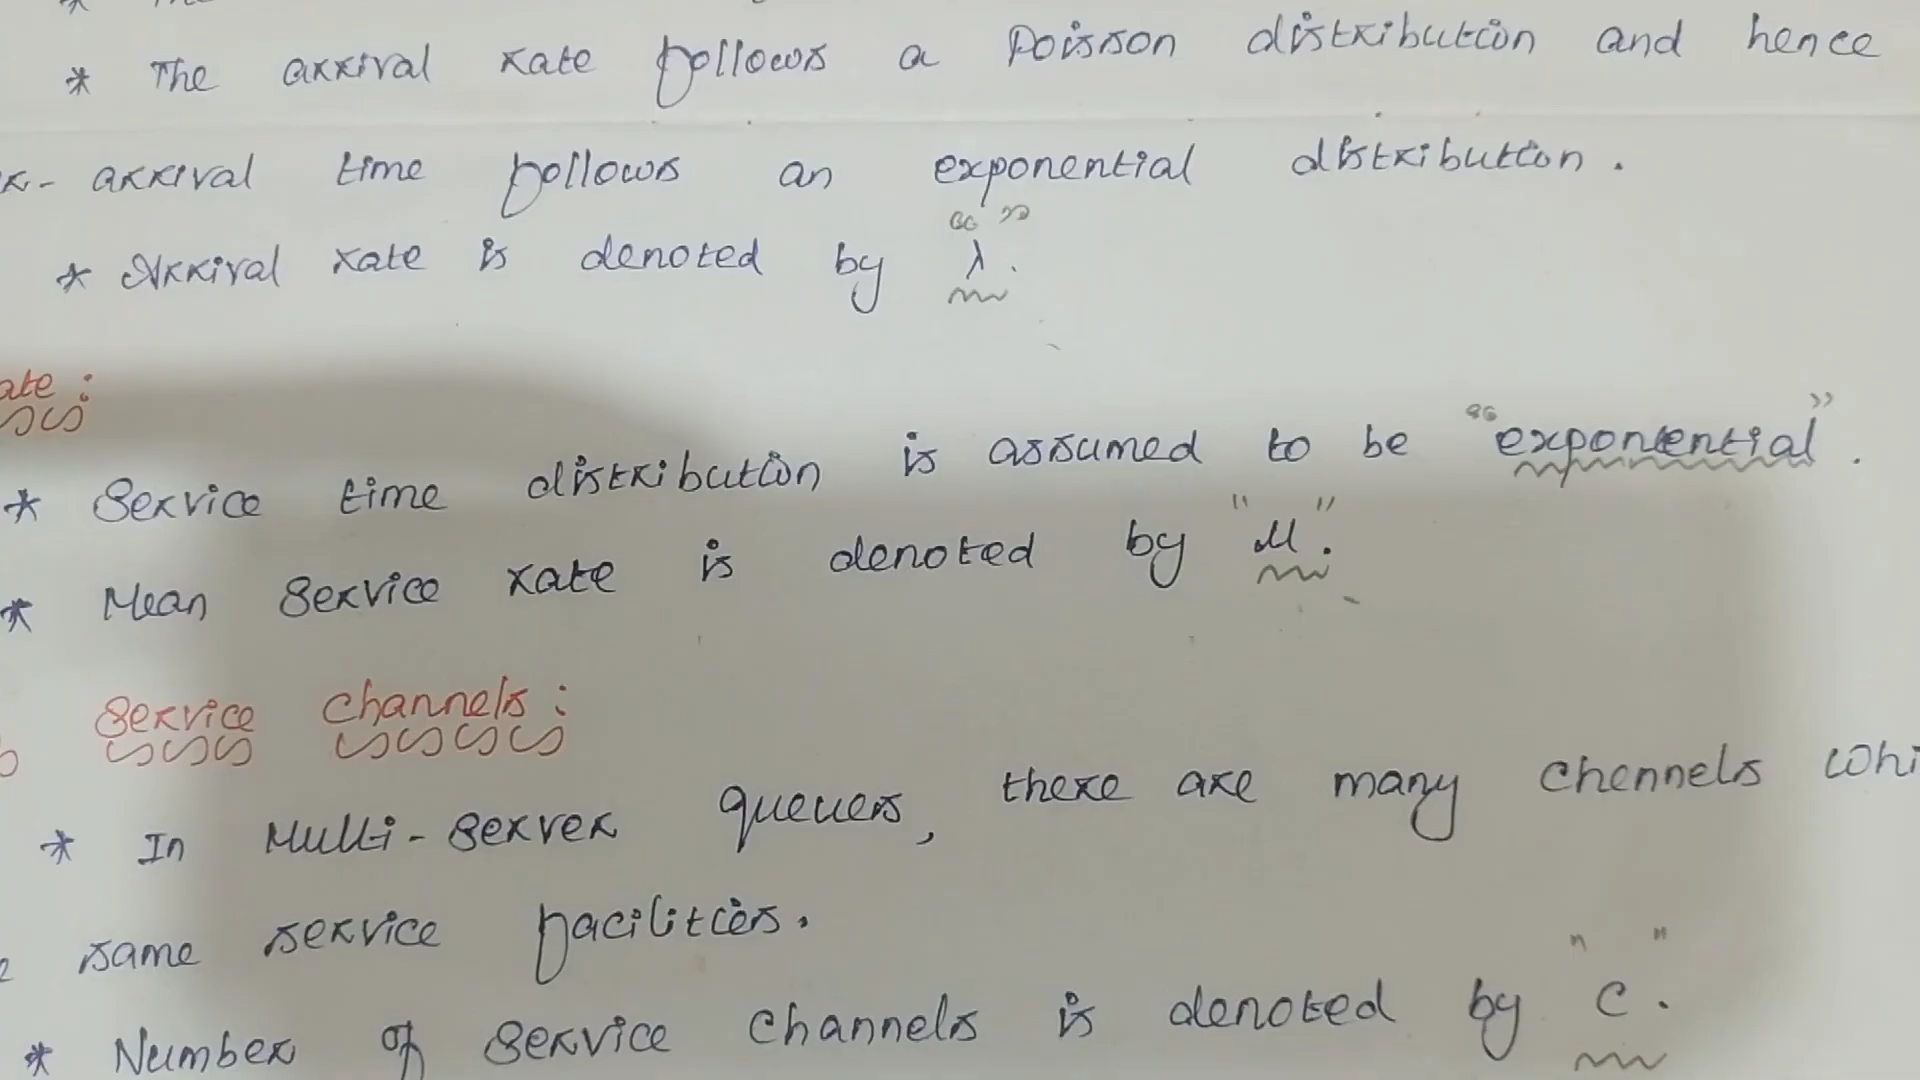 * The arrival rate follows a Poisson distribution and hence
r- arrival time follows an exponential distribution.
* Arrival rate is denoted by "λ".
ate:
* Service time distribution is assumed to be "exponential".
* Mean Service rate is denoted by "μ".
Service channels:
* In Multi-Server queues, there are many chennels whi
same service facilities.
* Number of Service channels is denoted by "C".